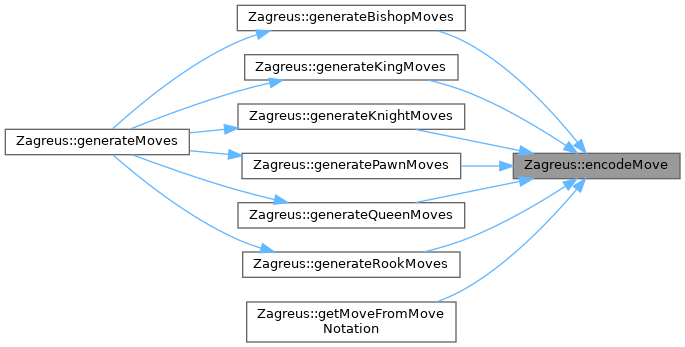 Zagreus::generateBishopMoves
Zagreus::generateKingMoves
Zagreus::generateKnightMoves
Zagreus::generateMoves
Zagreus::generatePawnMoves
Zagreus::encodeMove
Zagreus::generateQueenMoves
Zagreus::generateRookMoves
Zagreus::getMoveFromMove
Notation